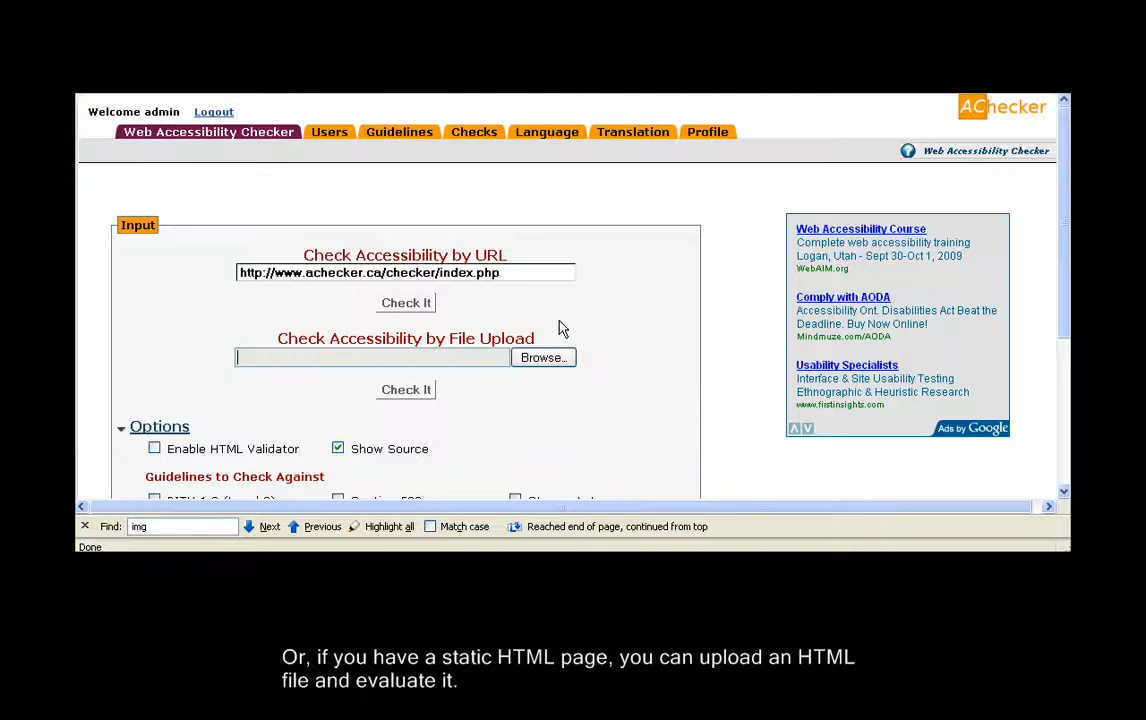 Welcome admin Logout
AChecker
Web Accessibility Checker Users Guidelines Checks Language Translation Profile
Web Accessibility Checker
Input
Check Accessibility by URL
http://www.achecker.ca/checker/index.php
Check It
Check Accessibility by File Upload
Browse...
Check It
Options
Enable HTML Validator Show Source
Guidelines to Check Against
Web Accessibility Course
Complete web accessibility training
Logan, Utah - Sept 30-Oct 1, 2009
WebAIM.org
Comply with AODA
Accessibility Ont. Disabilities Act Beat the
Deadline. Buy Now Online!
Mindmuze.com/AODA
Usability Specialists
Interface & Site Usability Testing
Ethnographic & Heuristic Research
www.firstinsights.com
Ads by Google
Find: img Next Previous Highlight all Match case Reached end of page, continued from top
Done
Or, if you have a static HTML page, you can upload an HTML
file and evaluate it.